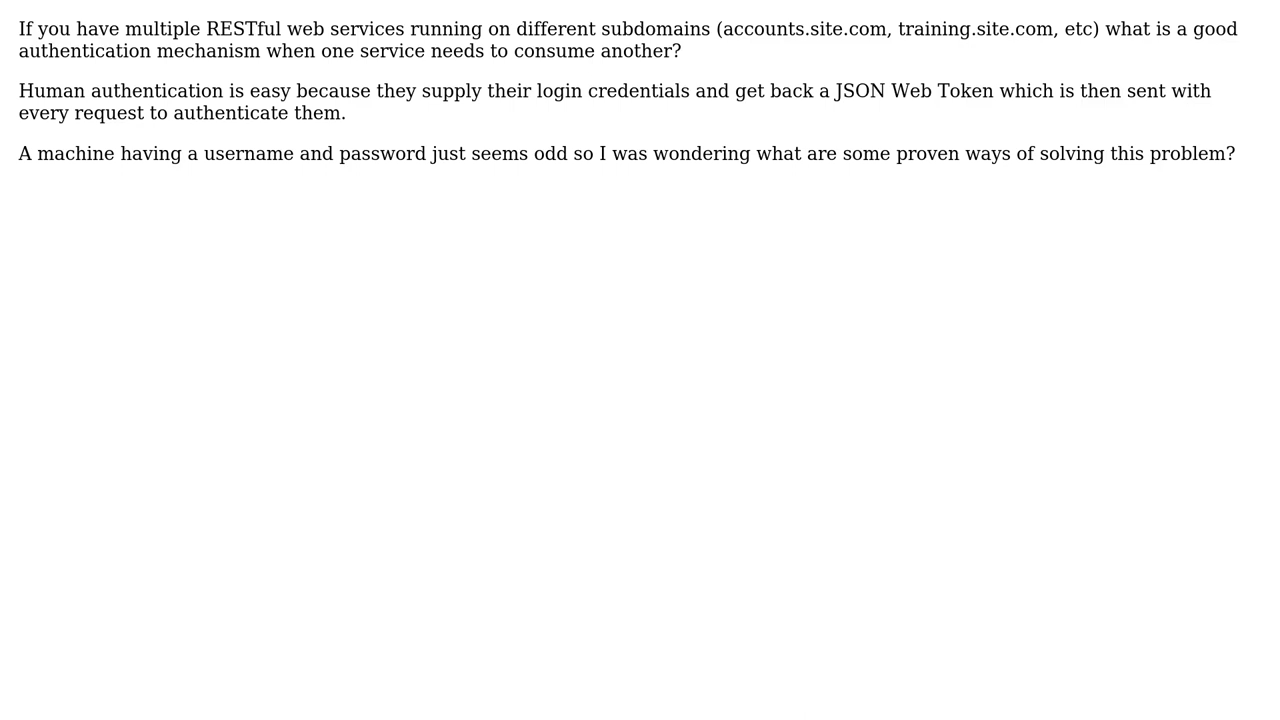 If you have multiple RESTful web services running on different subdomains (accounts.site.com, training.site.com, etc) what is a good
authentication mechanism when one service needs to consume another?
Human authentication is easy because they supply their login credentials and get back a JSON Web Token which is then sent with
every request to authenticate them.
A machine having a username and password just seems odd so I was wondering what are some proven ways of solving this problem?